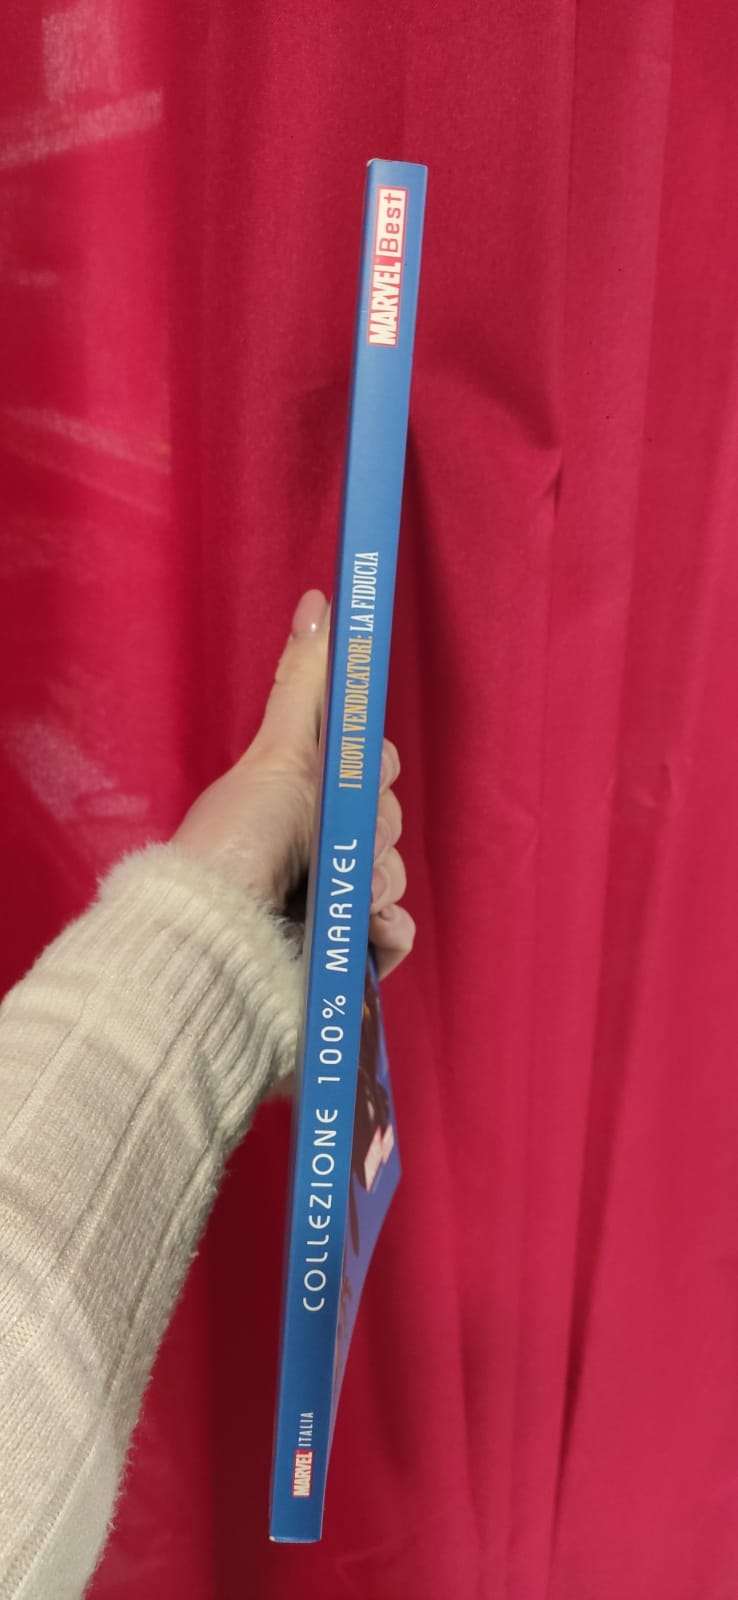 MARVEL ITALIA
COLLEZIONE 100% MARVEL
I NUOVI VENDICATORI: LA FIDUCIA
MARVEL Best